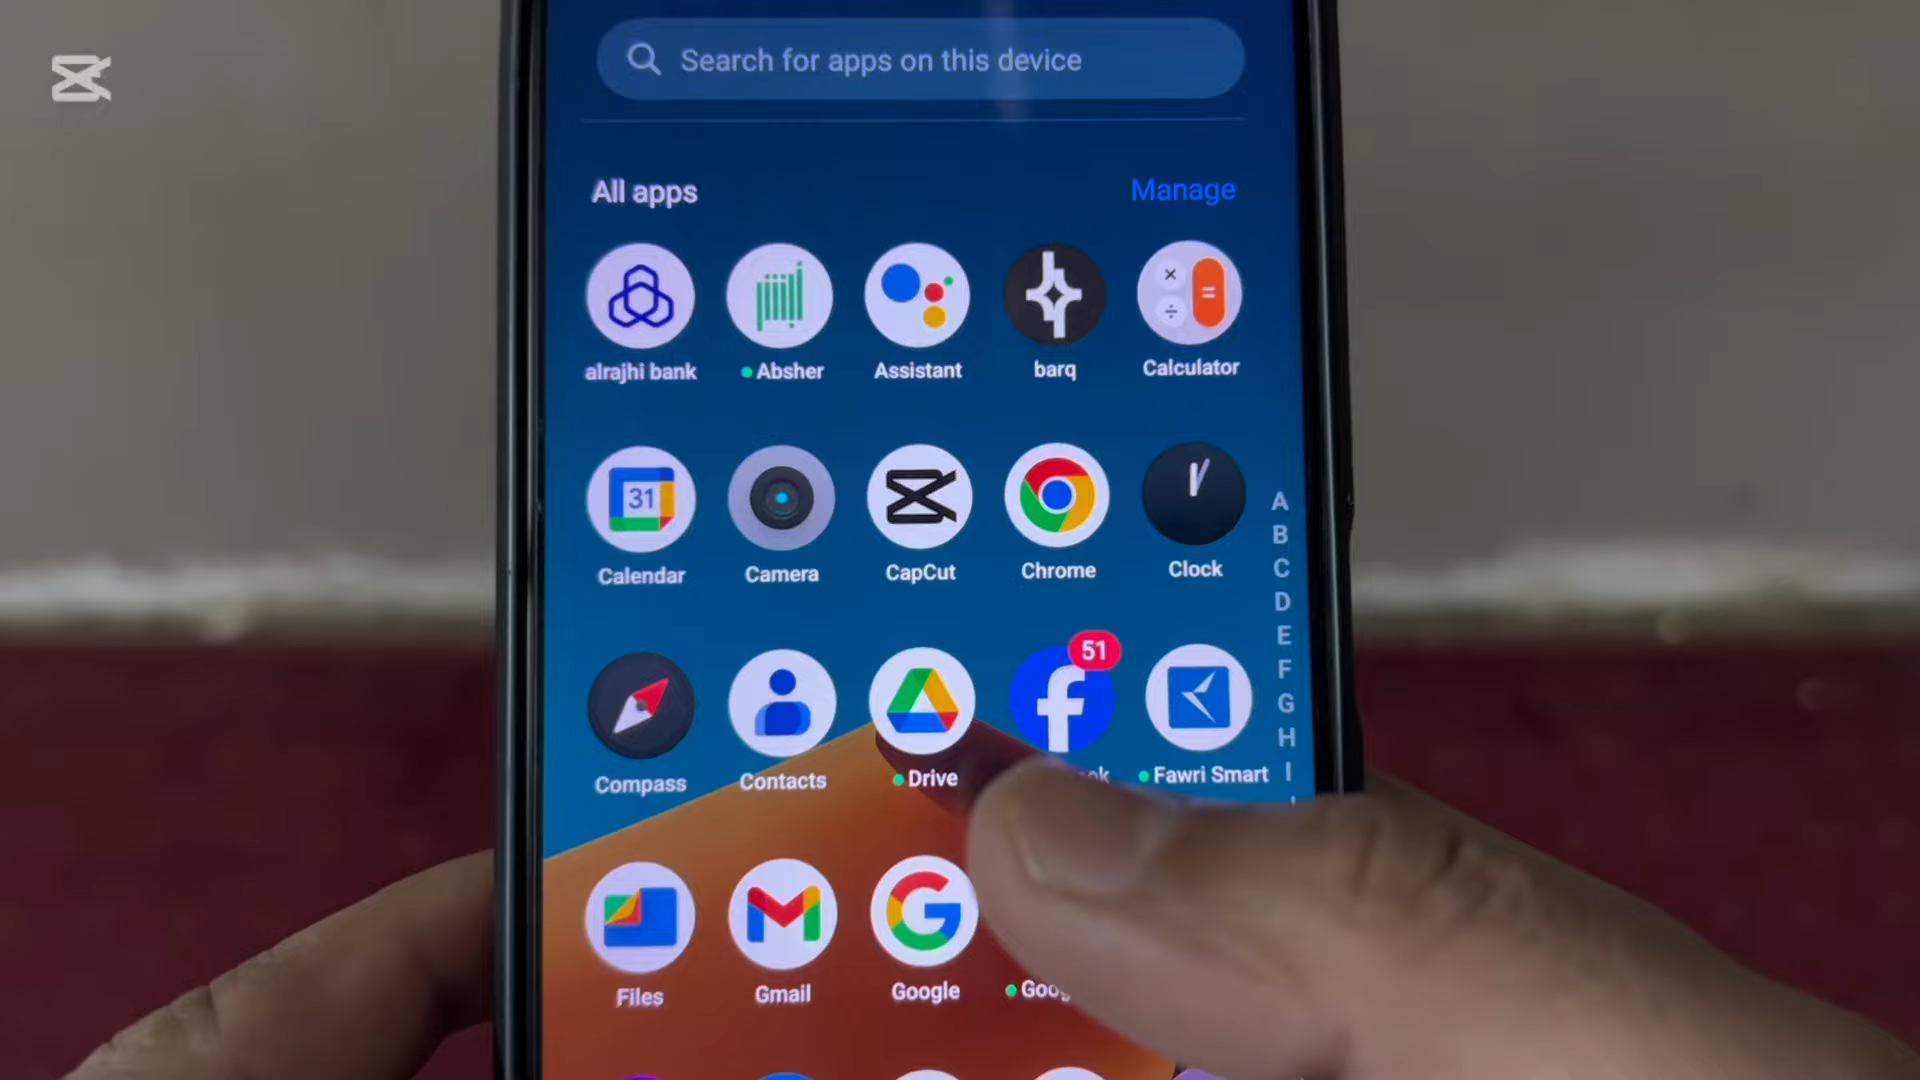 Search for apps on this device
All apps Manage
alrajhi bank Absher Assistant barq Calculator
31
Calendar Camera CapCut Chrome Clock
51
Compass Contacts Drive Fawri Smart
Files Gmail Google
A
B
C
D
E
F
G
H
I